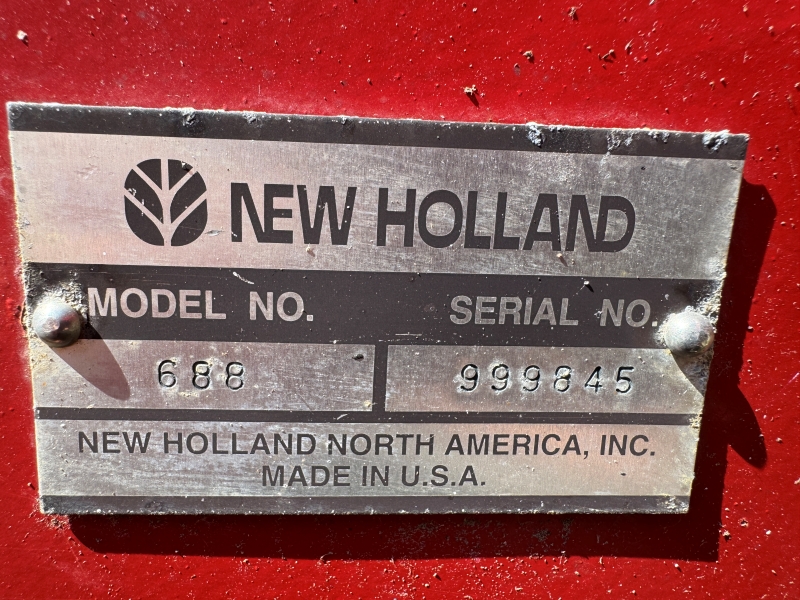 NEW HOLLAND
MODEL NO. SERIAL NO.
688 999845
NEW HOLLAND NORTH AMERICA, INC.
MADE IN U.S.A.